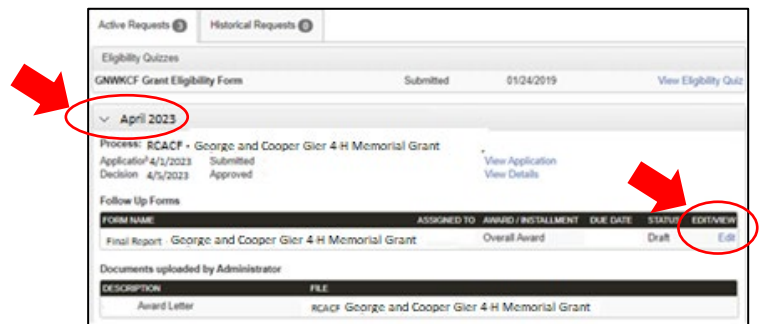 Active Requests 3 Historical Requests 0
Eligibility Quizzes
GNWKCF Grant Eligibility Form Submitted 01/24/2019 View Eligibility Quiz
April 2023
Process: RCACF - George and Cooper Gier 4-H Memorial Grant
Application 4/1/2023 Submitted View Application
Decision 4/5/2023 Approved View Details
Follow Up Forms
FORM NAME ASSIGNED TO AWARD / INSTALLMENT DUE DATE STATUS EDIT/VIEW
Final Report - George and Cooper Gier 4-H Memorial Grant Overall Award Draft Edit
Documents uploaded by Administrator
DESCRIPTION FILE
Award Letter RCACF George and Cooper Gier 4-H Memorial Grant